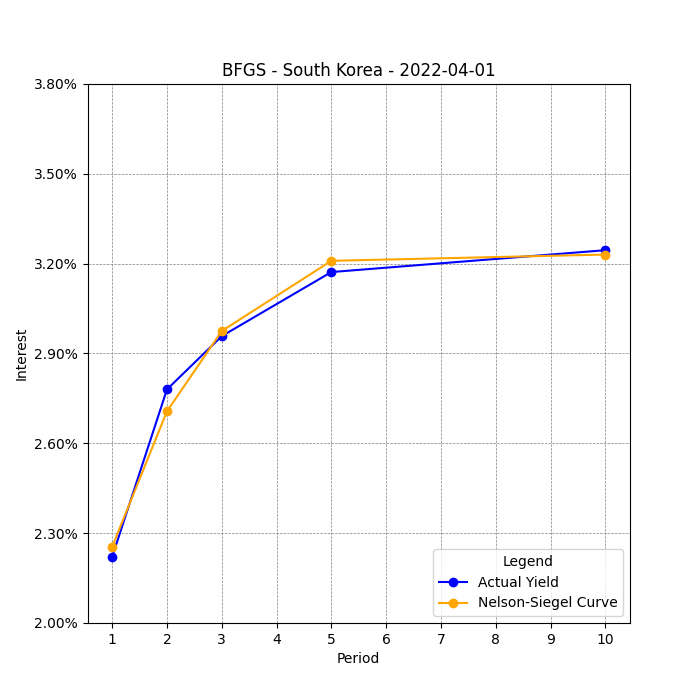 BFGS - South Korea - 2022-04-01
3.80%
3.50%
3.20%
2.90%
2.60%
2.30%
2.00%
Interest
1 2 3 4 5 6 7 8 9 10
Period
Legend
Actual Yield
Nelson-Siegel Curve